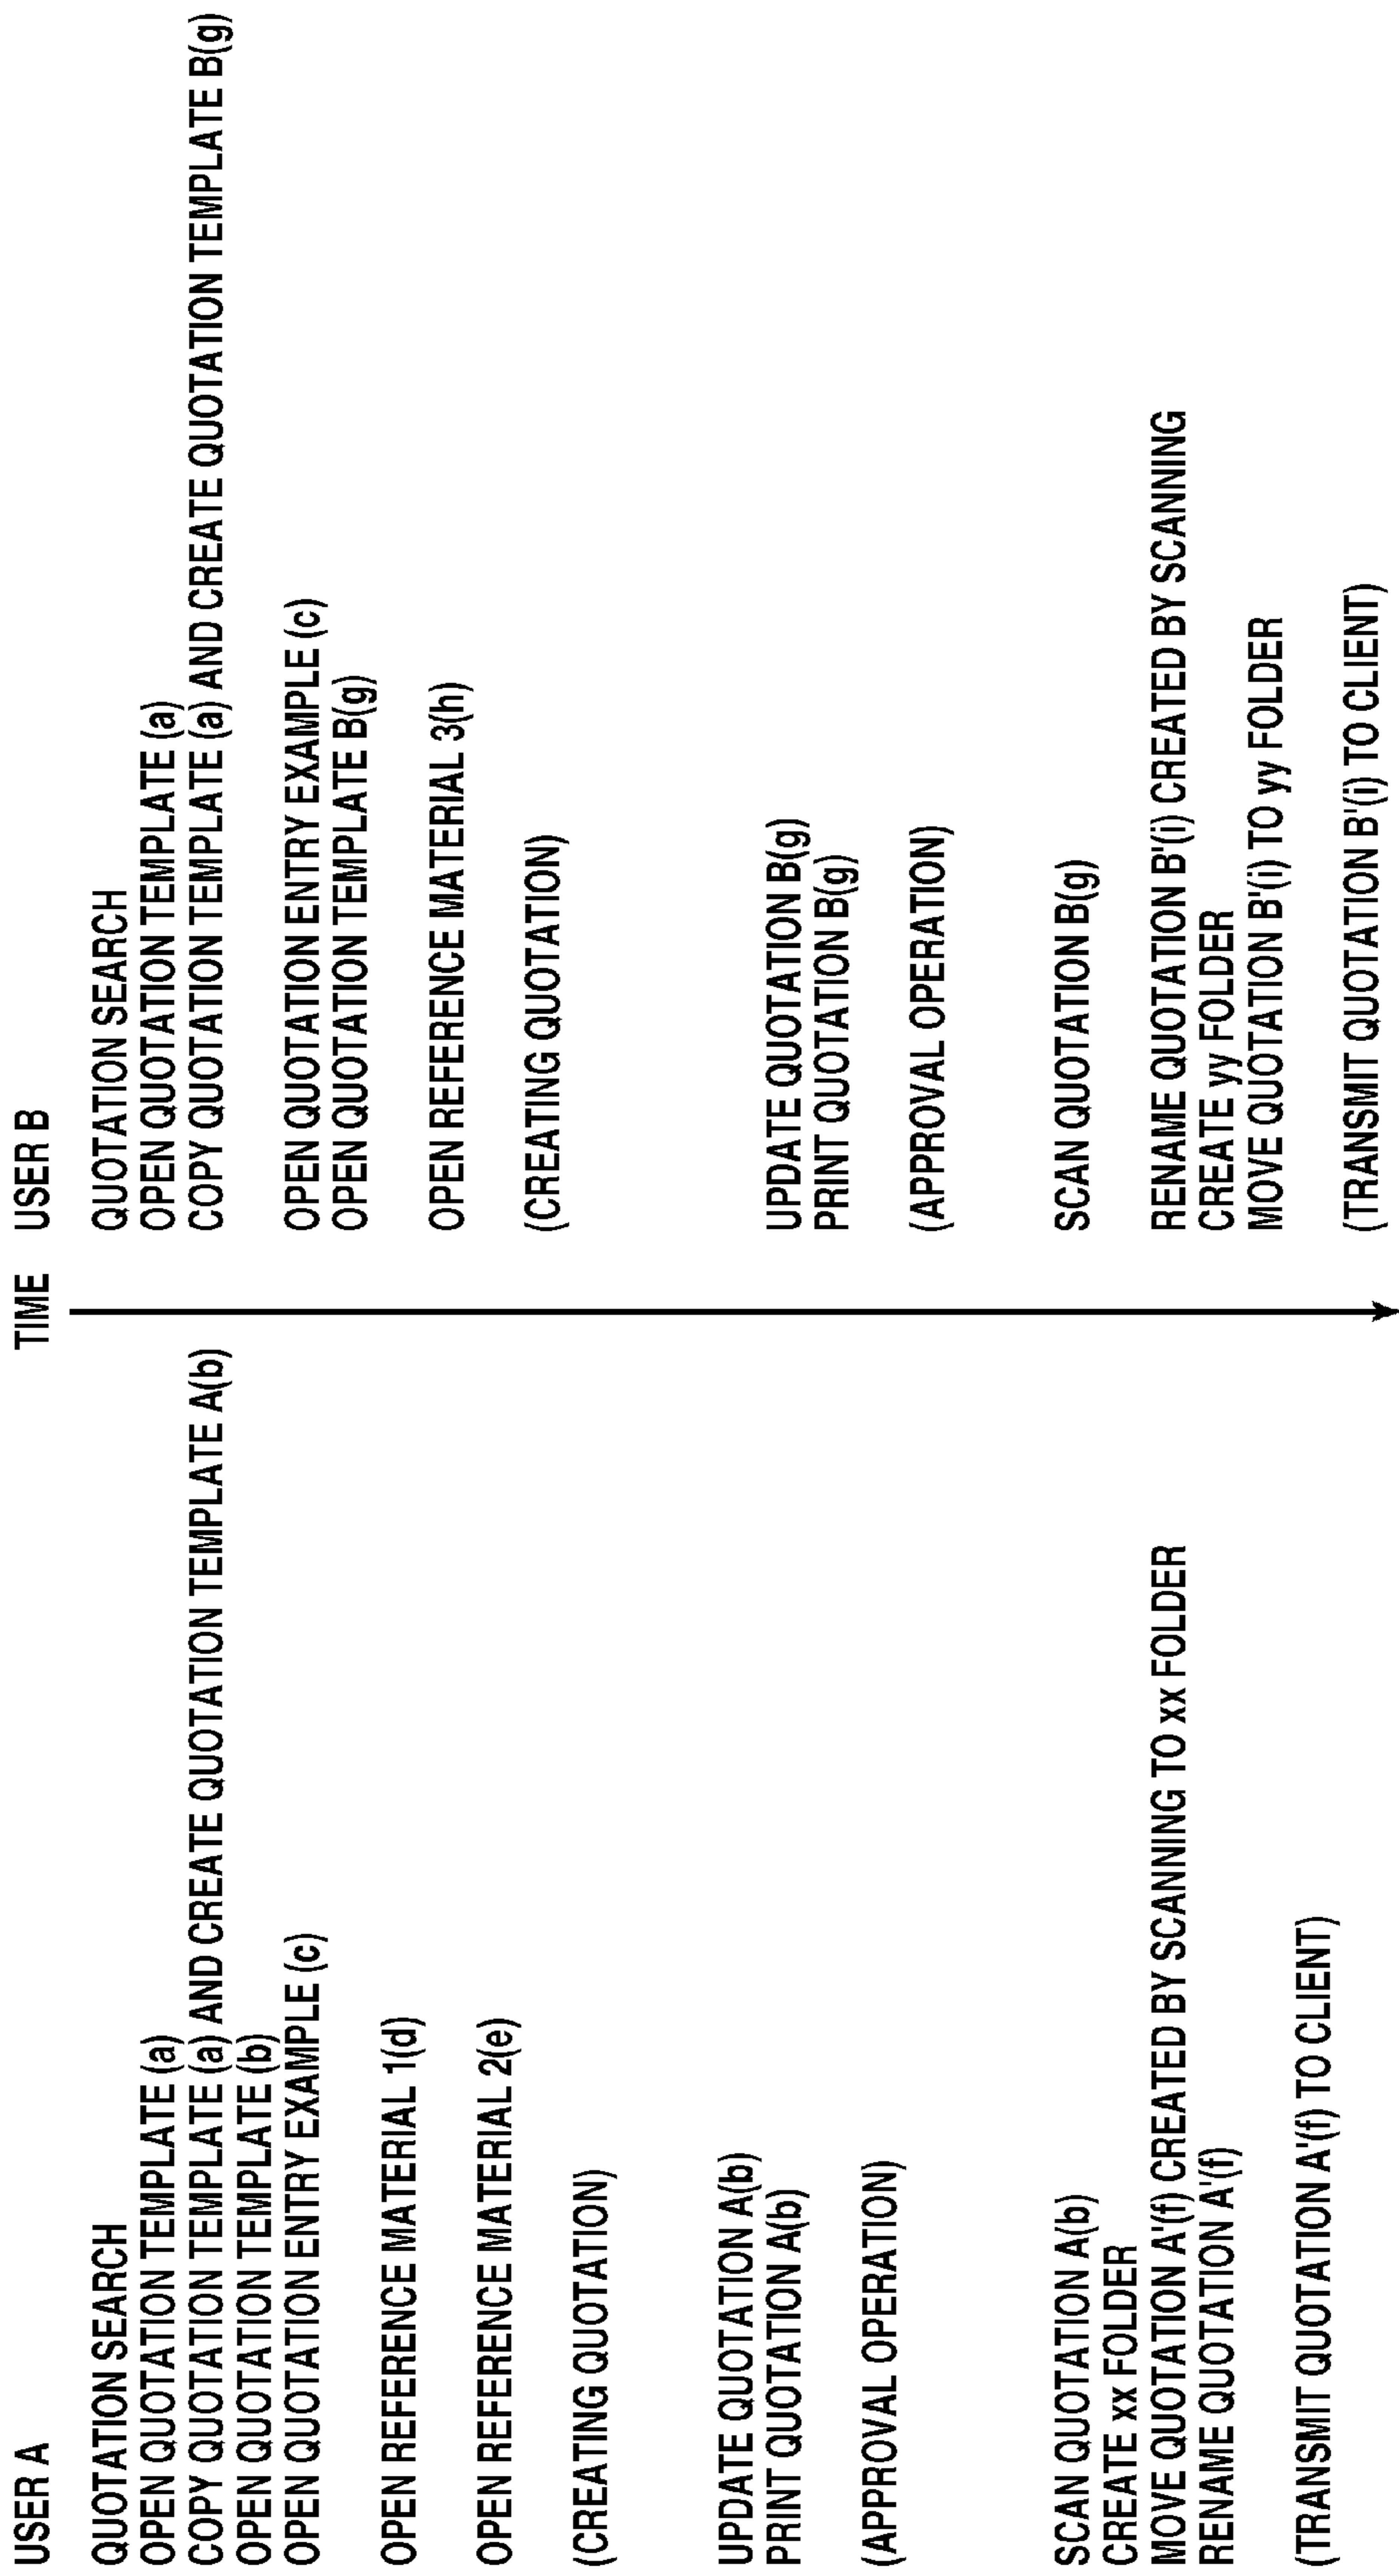 USER A
QUOTATION SEARCH
OPEN QUOTATION TEMPLATE (a)
COPY QUOTATION TEMPLATE (a) AND CREATE QUOTATION TEMPLATE A(b)
OPEN QUOTATION TEMPLATE (b)
OPEN QUOTATION ENTRY EXAMPLE (c)
OPEN REFERENCE MATERIAL 1(d)
OPEN REFERENCE MATERIAL 2(e)
(CREATING QUOTATION)
UPDATE QUOTATION A(b)
PRINT QUOTATION A(b)
(APPROVAL OPERATION)
SCAN QUOTATION A(b)
CREATE xx FOLDER
MOVE QUOTATION A'(f) CREATED BY SCANNING TO xx FOLDER
RENAME QUOTATION A'(f)
(TRANSMIT QUOTATION A'(f) TO CLIENT)
TIME
USER B
QUOTATION SEARCH
OPEN QUOTATION TEMPLATE (a)
COPY QUOTATION TEMPLATE (a) AND CREATE QUOTATION TEMPLATE B(g)
OPEN QUOTATION ENTRY EXAMPLE (c)
OPEN QUOTATION TEMPLATE B(g)
OPEN REFERENCE MATERIAL 3(h)
(CREATING QUOTATION)
UPDATE QUOTATION B(g)
PRINT QUOTATION B(g)
(APPROVAL OPERATION)
SCAN QUOTATION B(g)
RENAME QUOTATION B'(i) CREATED BY SCANNING
CREATE yy FOLDER
MOVE QUOTATION B'(i) TO yy FOLDER
(TRANSMIT QUOTATION B'(i) TO CLIENT)